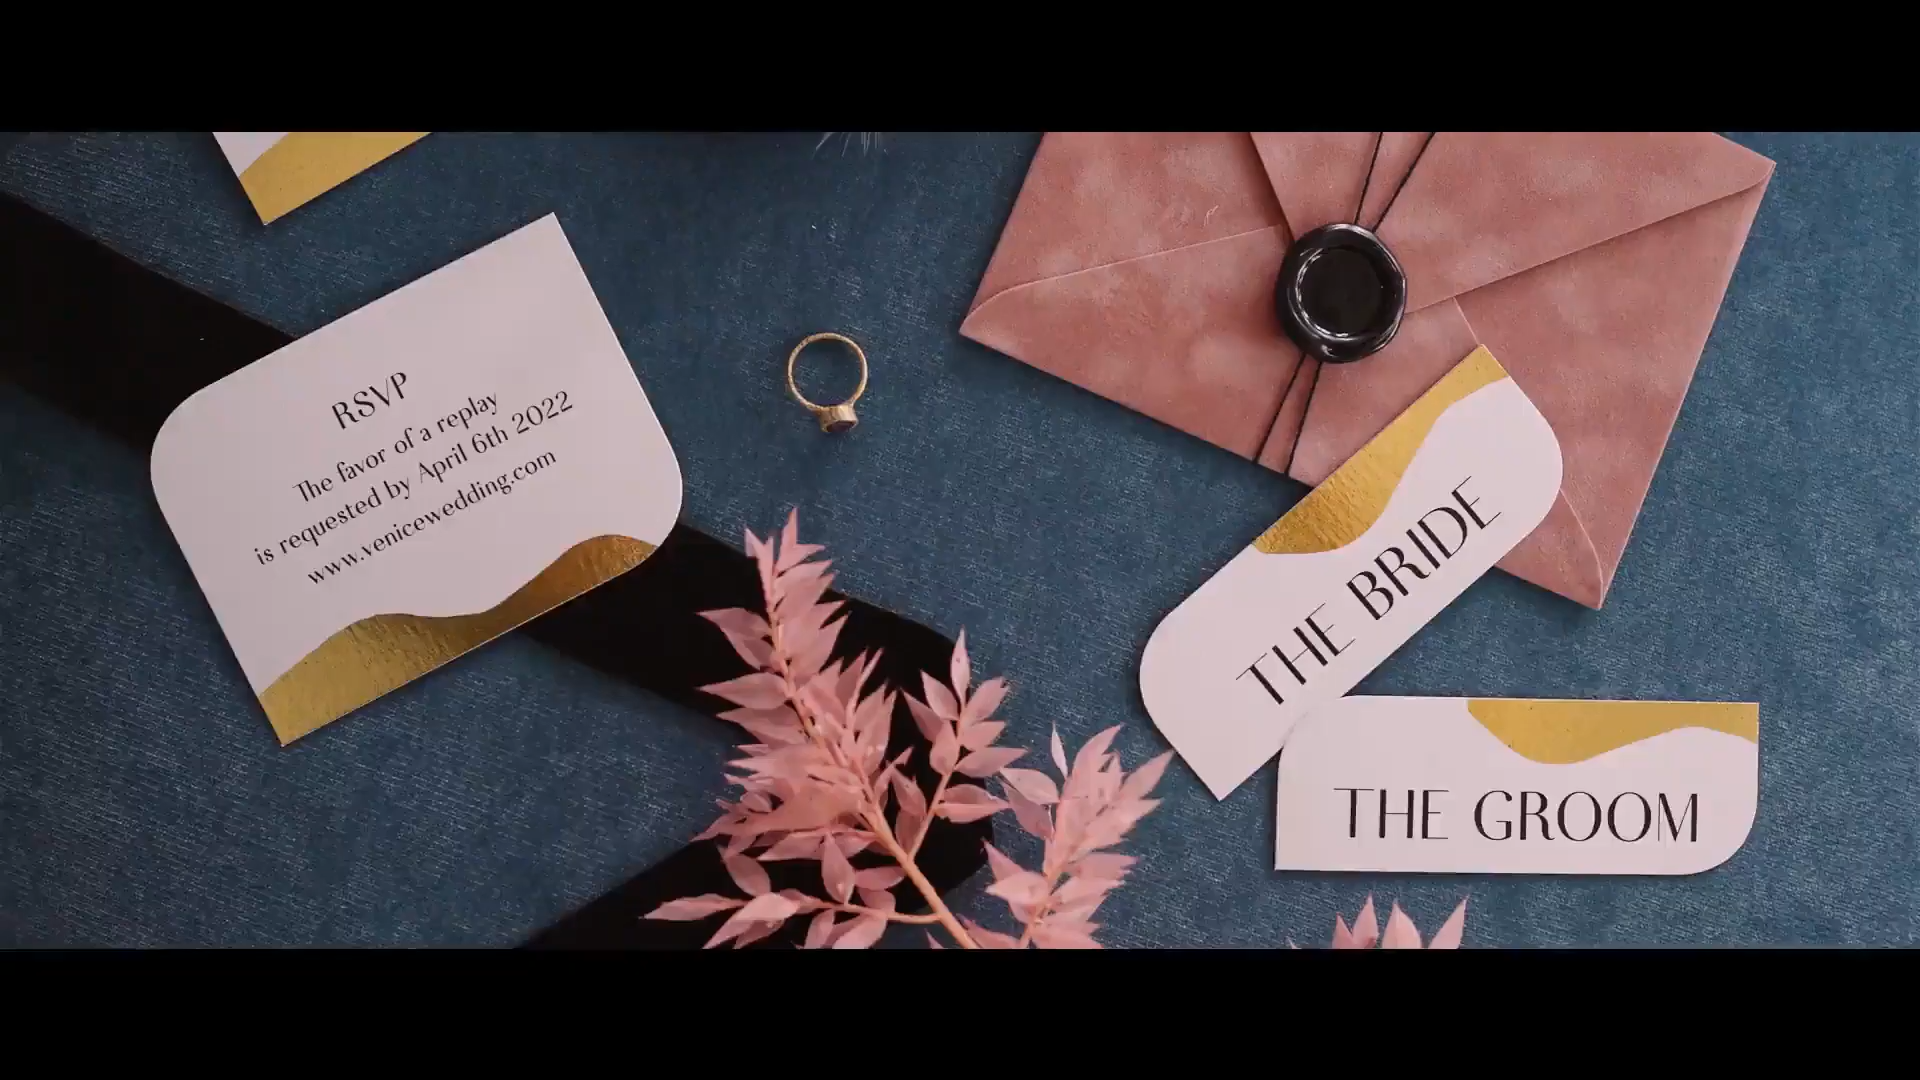 RSVP
The favor of a replay
is requested by April 6th 2022
www.venicewedding.com
THE BRIDE
THE GROOM